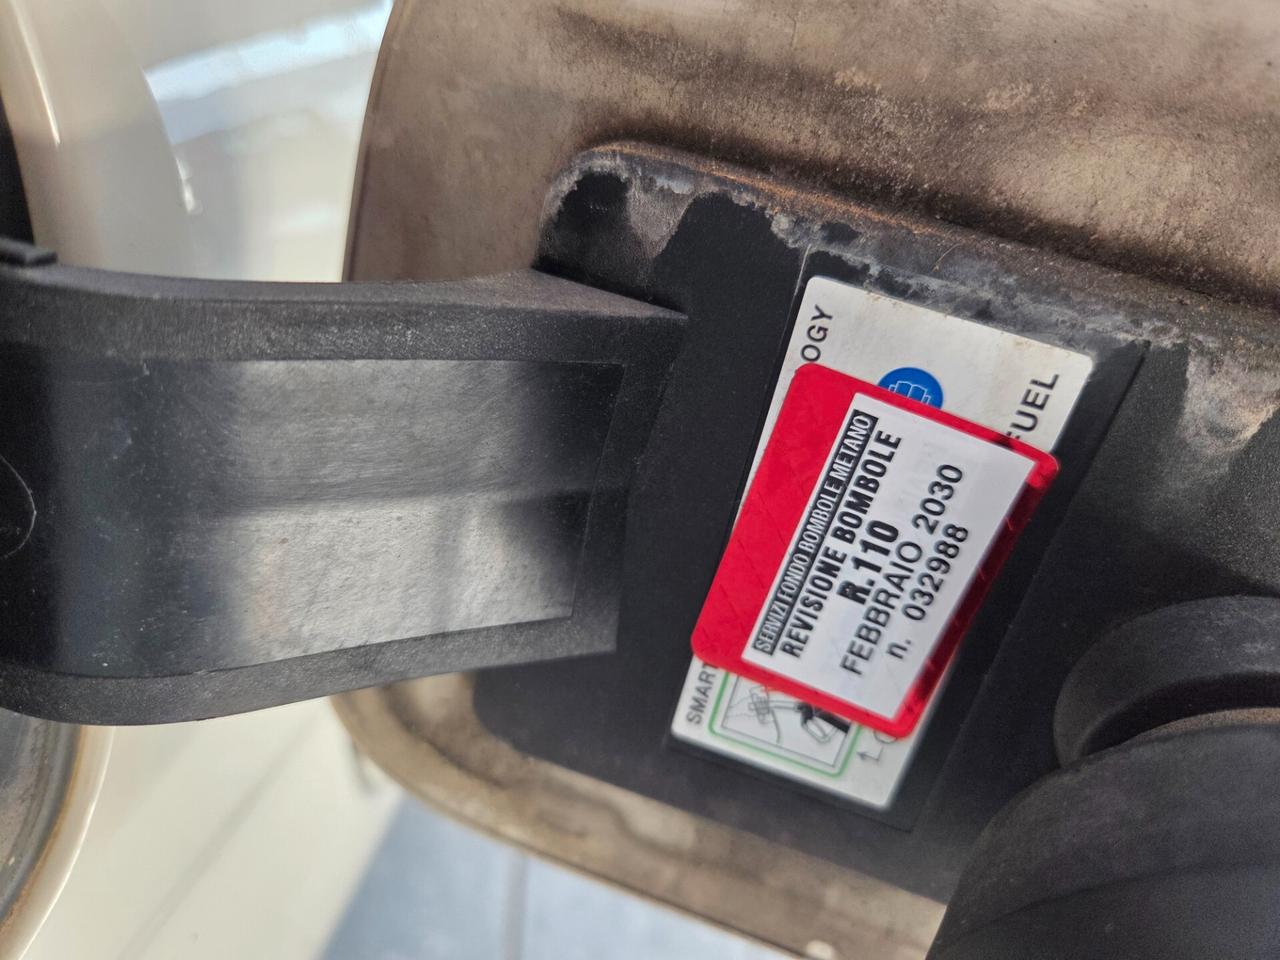 OGY
FUEL
SERVIZI FONDO BOMBOLE METANO
REVISIONE BOMBOLE
R.110
FEBBRAIO 2030
n. 032988
SMART